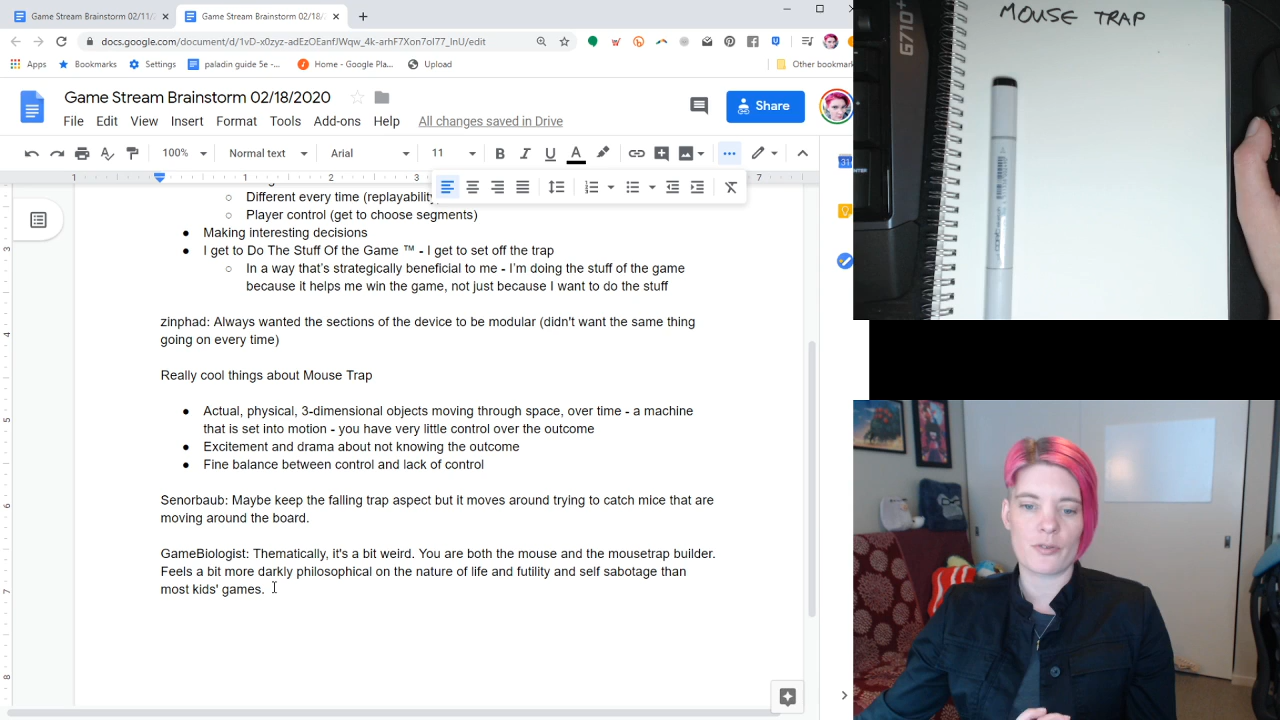 Game Stream Brainstorm 02/11/
Game Stream Brainstorm 02/18/
Apps
Bookmarks
Settings
paladin guide 5e -...
Home - Google Pla...
Upload
Other bookmark
Game Stream Brainstorm 02/18/2020
Share
File Edit View Insert Format Tools Add-ons Help All changes saved in Drive
100% Normal text Arial 11
1 2 3 7
Different every time (replayability
Player control (get to choose segments)
Making interesting decisions
I get to Do The Stuff Of the Game ™ - I get to set off the trap
In a way that's strategically beneficial to me - I'm doing the stuff of the game
because it helps me win the game, not just because I want to do the stuff
zinphad: Always wanted the sections of the device to be modular (didn't want the same thing
going on every time)
Really cool things about Mouse Trap
Actual, physical, 3-dimensional objects moving through space, over time - a machine
that is set into motion - you have very little control over the outcome
Excitement and drama about not knowing the outcome
Fine balance between control and lack of control
Senorbaub: Maybe keep the falling trap aspect but it moves around trying to catch mice that are
moving around the board.
GameBiologist: Thematically, it's a bit weird. You are both the mouse and the mousetrap builder.
Feels a bit more darkly philosophical on the nature of life and futility and self sabotage than
most kids' games.
MOUSE TRAP
G710+